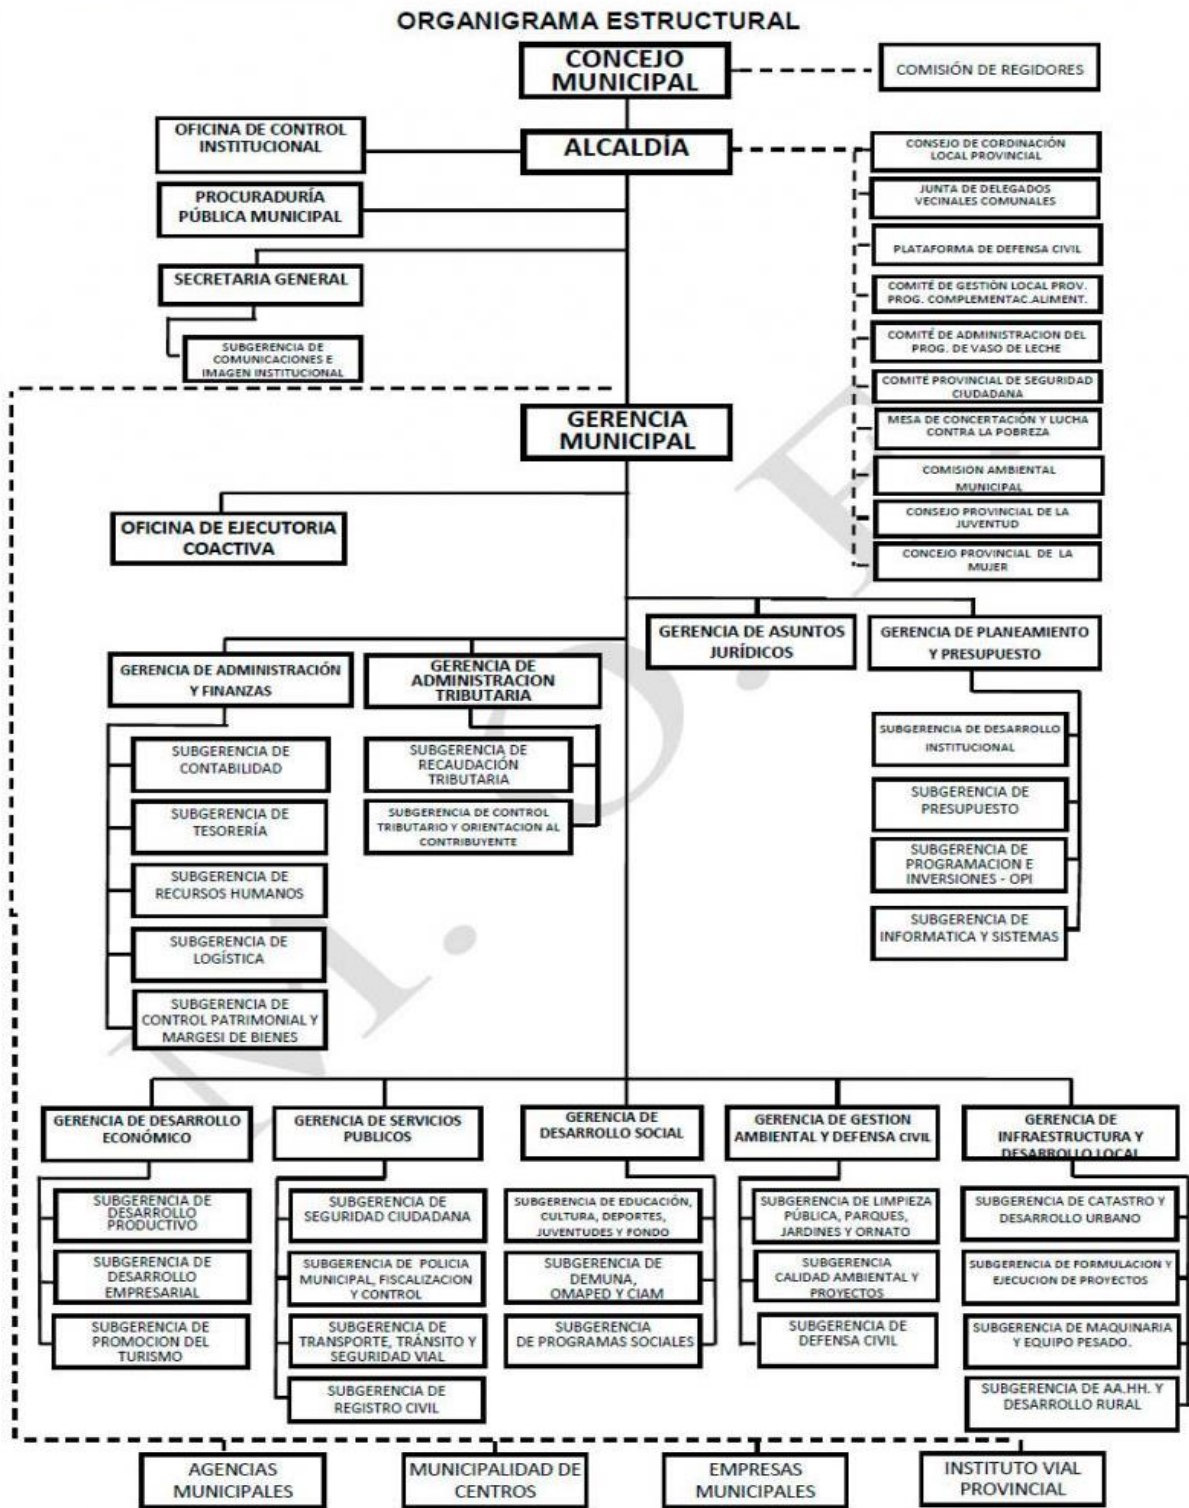 ORGANIGRAMA ESTRUCTURAL
CONCEJO
MUNICIPAL
COMISIÓN DE REGIDORES
OFICINA DE CONTROL
INSTITUCIONAL
ALCALDÍA
PROCURADURÍA
PÚBLICA MUNICIPAL
SECRETARIA GENERAL
SUBGERENCIA DE
COMUNICACIONES E
IMAGEN INSTITUCIONAL
CONSEJO DE CORDINACIÓN
LOCAL PROVINCIAL
JUNTA DE DELEGADOS
VECINALES COMUNALES
PLATAFORMA DE DEFENSA CIVIL
COMITÉ DE GESTIÓN LOCAL PROV.
PROG. COMPLEMENTAC.ALIMENT.
COMITÉ DE ADMINISTRACION DEL
PROG. DE VASO DE LECHE
COMITÉ PROVINCIAL DE SEGURIDAD
CIUDADANA
MESA DE CONCERTACIÓN Y LUCHA
CONTRA LA POBREZA
COMISION AMBIENTAL
MUNICIPAL
CONSEJO PROVINCIAL DE LA
JUVENTUD
CONCEJO PROVINCIAL DE LA
MUJER
GERENCIA
MUNICIPAL
OFICINA DE EJECUTORIA
COACTIVA
GERENCIA DE ASUNTOS
JURÍDICOS
GERENCIA DE PLANEAMIENTO
Y PRESUPUESTO
SUBGERENCIA DE DESARROLLO
INSTITUCIONAL
SUBGERENCIA DE
PRESUPUESTO
SUBGERENCIA DE
PROGRAMACION E
INVERSIONES - OPI
SUBGERENCIA DE
INFORMATICA Y SISTEMAS
GERENCIA DE ADMINISTRACIÓN
Y FINANZAS
SUBGERENCIA DE
CONTABILIDAD
SUBGERENCIA DE
TESORERÍA
SUBGERENCIA DE
RECURSOS HUMANOS
SUBGERENCIA DE
LOGÍSTICA
SUBGERENCIA DE
CONTROL PATRIMONIAL Y
MARGESI DE BIENES
GERENCIA DE
ADMINISTRACION
TRIBUTARIA
SUBGERENCIA DE
RECAUDACIÓN
TRIBUTARIA
SUBGERENCIA DE CONTROL
TRIBUTARIO Y ORIENTACION AL
CONTRIBUYENTE
GERENCIA DE DESARROLLO
ECONÓMICO
SUBGERENCIA DE
DESARROLLO
PRODUCTIVO
SUBGERENCIA DE
DESARROLLO
EMPRESARIAL
SUBGERENCIA DE
PROMOCION DEL
TURISMO
GERENCIA DE SERVICIOS
PUBLICOS
SUBGERENCIA DE
SEGURIDAD CIUDADANA
SUBGERENCIA DE POLICIA
MUNICIPAL, FISCALIZACION
Y CONTROL
SUBGERENCIA DE
TRANSPORTE, TRÁNSITO Y
SEGURIDAD VIAL
SUBGERENCIA DE
REGISTRO CIVIL
GERENCIA DE
DESARROLLO SOCIAL
SUBGERENCIA DE EDUCACIÓN,
CULTURA, DEPORTES,
JUVENTUDES Y FONDO
SUBGERENCIA DE
DEMUNA,
OMAPED Y CIAM
SUBGERENCIA
DE PROGRAMAS SOCIALES
GERENCIA DE GESTION
AMBIENTAL Y DEFENSA CIVIL
SUBGERENCIA DE LIMPIEZA
PÚBLICA, PARQUES,
JARDINES Y ORNATO
SUBGERENCIA
CALIDAD AMBIENTAL Y
PROYECTOS
SUBGERENCIA DE
DEFENSA CIVIL
GERENCIA DE
INFRAESTRUCTURA Y
DESARROLLO LOCAL
SUBGERENCIA DE CATASTRO Y
DESARROLLO URBANO
SUBGERENCIA DE FORMULACION Y
EJECUCION DE PROYECTOS
SUBGERENCIA DE MAQUINARIA
Y EQUIPO PESADO.
SUBGERENCIA DE AA.HH. Y
DESARROLLO RURAL
AGENCIAS
MUNICIPALES
MUNICIPALIDAD DE
CENTROS
EMPRESAS
MUNICIPALES
INSTITUTO VIAL
PROVINCIAL